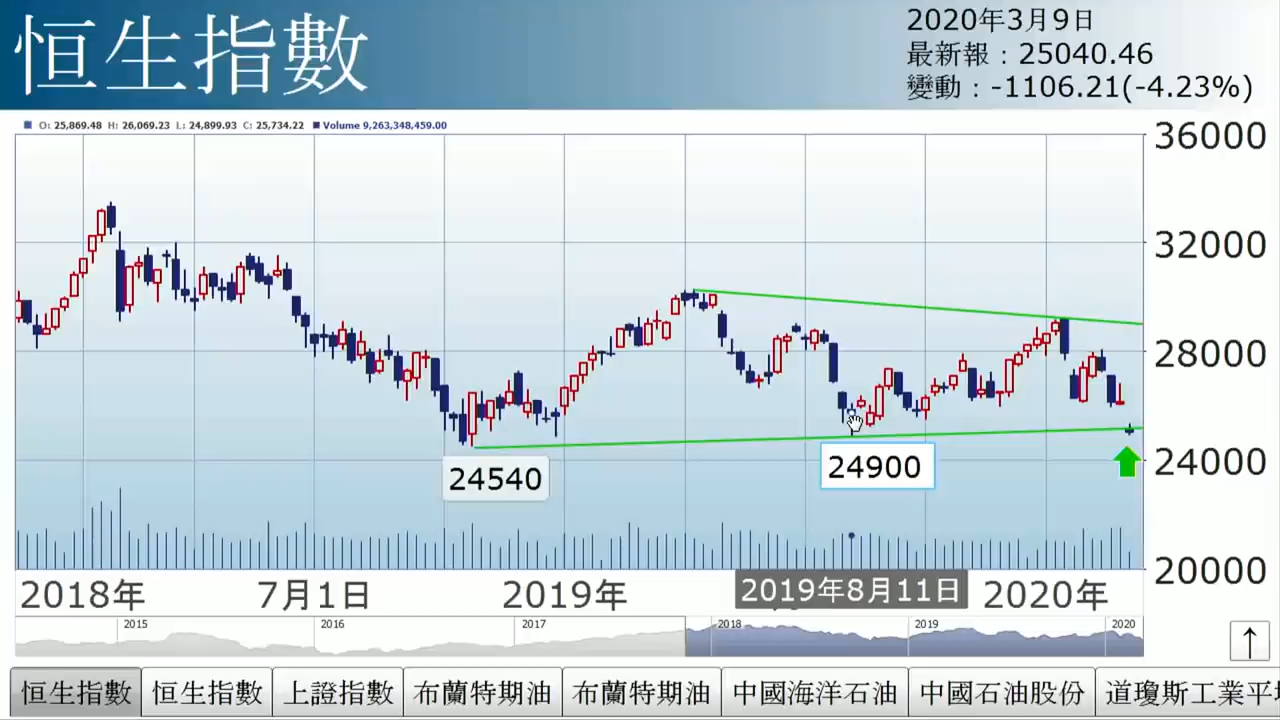 恒生指數
2020年3月9日
最新報：25040.46
變動：-1106.21(-4.23%)
O: 25,869.48 H: 26,069.23 L: 24,899.93 C: 25,734.22 Volume 9,263,348,459.00
36000
32000
28000
24000
20000
24540
24900
2018年 7月1日 2019年 2019年8月11日 2020年
2015 2016 2017 2018 2019 2020
↑
恒生指數 恒生指數 上證指數 布蘭特期油 布蘭特期油 中國海洋石油 中國石油股份 道瓊斯工業平